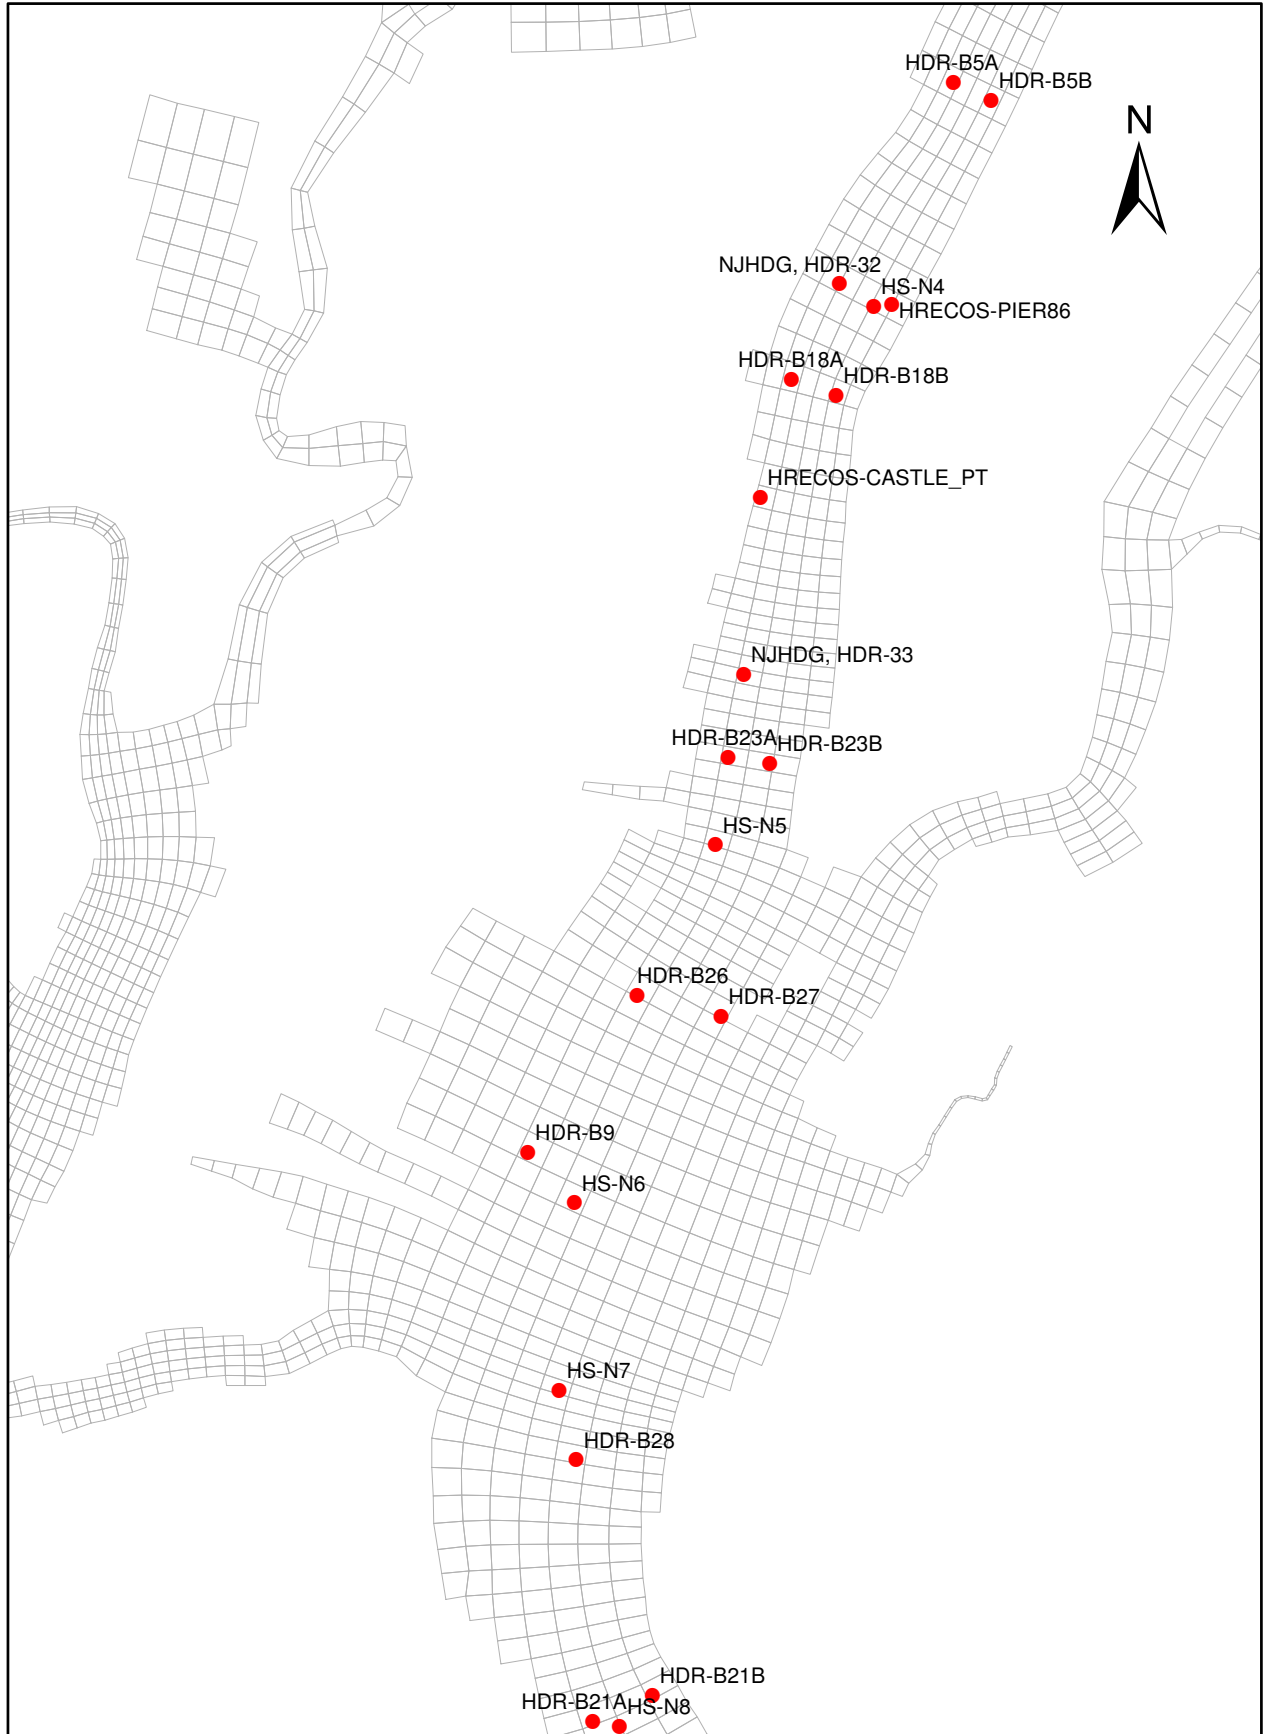 HDR-B5A
HDR-B5B
N
NJHDG, HDR-32
HS-N4
HRECOS-PIER86
HDR-B18A
HDR-B18B
HRECOS-CASTLE_PT
NJHDG, HDR-33
HDR-B23A
HDR-B23B
HS-N5
HDR-B26
HDR-B27
HDR-B9
HS-N6
HS-N7
HDR-B28
HDR-B21B
HDR-B21A
HS-N8